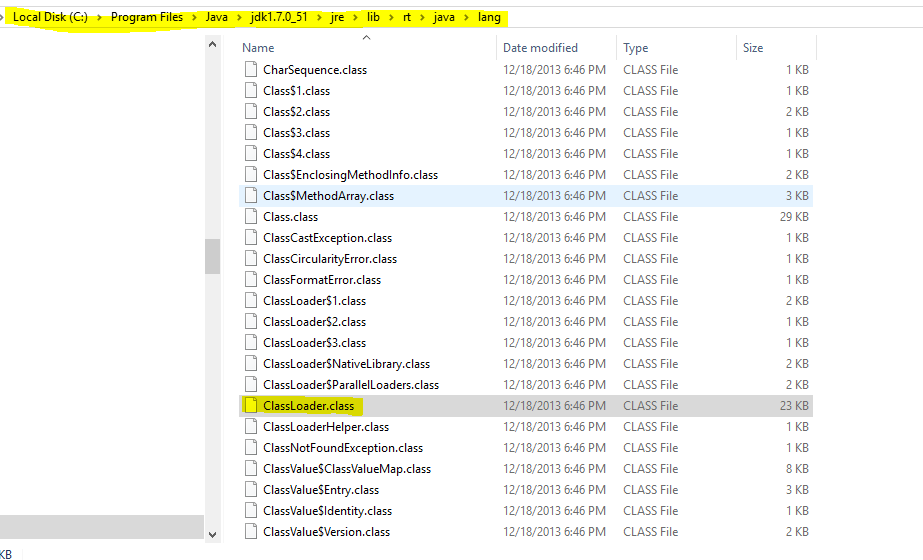 Local Disk (C:) > Program Files > Java > jdk1.7.0_51 > jre > lib > rt > java > lang
Name Date modified Type Size
CharSequence.class 12/18/2013 6:46 PM CLASS File 1 KB
Class$1.class 12/18/2013 6:46 PM CLASS File 1 KB
Class$2.class 12/18/2013 6:46 PM CLASS File 2 KB
Class$3.class 12/18/2013 6:46 PM CLASS File 1 KB
Class$4.class 12/18/2013 6:46 PM CLASS File 1 KB
Class$EnclosingMethodInfo.class 12/18/2013 6:46 PM CLASS File 2 KB
Class$MethodArray.class 12/18/2013 6:46 PM CLASS File 3 KB
Class.class 12/18/2013 6:46 PM CLASS File 29 KB
ClassCastException.class 12/18/2013 6:46 PM CLASS File 1 KB
ClassCircularityError.class 12/18/2013 6:46 PM CLASS File 1 KB
ClassFormatError.class 12/18/2013 6:46 PM CLASS File 1 KB
ClassLoader$1.class 12/18/2013 6:46 PM CLASS File 2 KB
ClassLoader$2.class 12/18/2013 6:46 PM CLASS File 1 KB
ClassLoader$3.class 12/18/2013 6:46 PM CLASS File 1 KB
ClassLoader$NativeLibrary.class 12/18/2013 6:46 PM CLASS File 2 KB
ClassLoader$ParallelLoaders.class 12/18/2013 6:46 PM CLASS File 2 KB
ClassLoader.class 12/18/2013 6:46 PM CLASS File 23 KB
ClassLoaderHelper.class 12/18/2013 6:46 PM CLASS File 1 KB
ClassNotFoundException.class 12/18/2013 6:46 PM CLASS File 1 KB
ClassValue$ClassValueMap.class 12/18/2013 6:46 PM CLASS File 8 KB
ClassValue$Entry.class 12/18/2013 6:46 PM CLASS File 3 KB
ClassValue$Identity.class 12/18/2013 6:46 PM CLASS File 1 KB
ClassValue$Version.class 12/18/2013 6:46 PM CLASS File 2 KB
KB